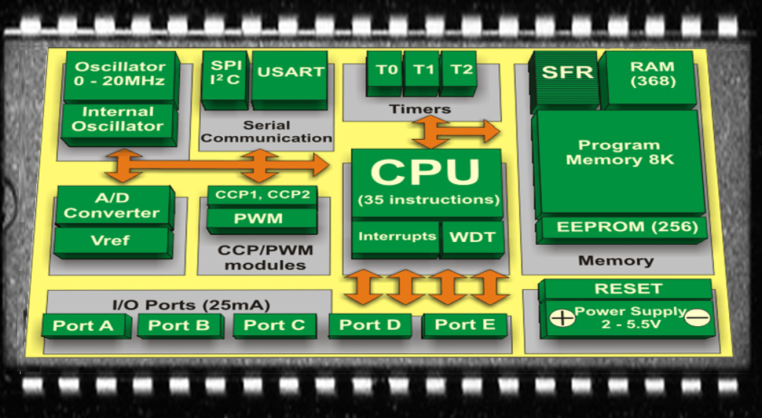 Oscillator
0 - 20MHz
Internal
Oscillator
SPI
I²C
USART
Serial
Communication
T0 T1 T2
Timers
SFR
RAM
(368)
Program
Memory 8K
EEPROM (256)
Memory
A/D
Converter
Vref
CCP1, CCP2
PWM
CCP/PWM
modules
CPU
(35 instructions)
Interrupts
WDT
I/O Ports (25mA)
Port A Port B Port C Port D Port E
RESET
+ Power Supply −
2 - 5.5V